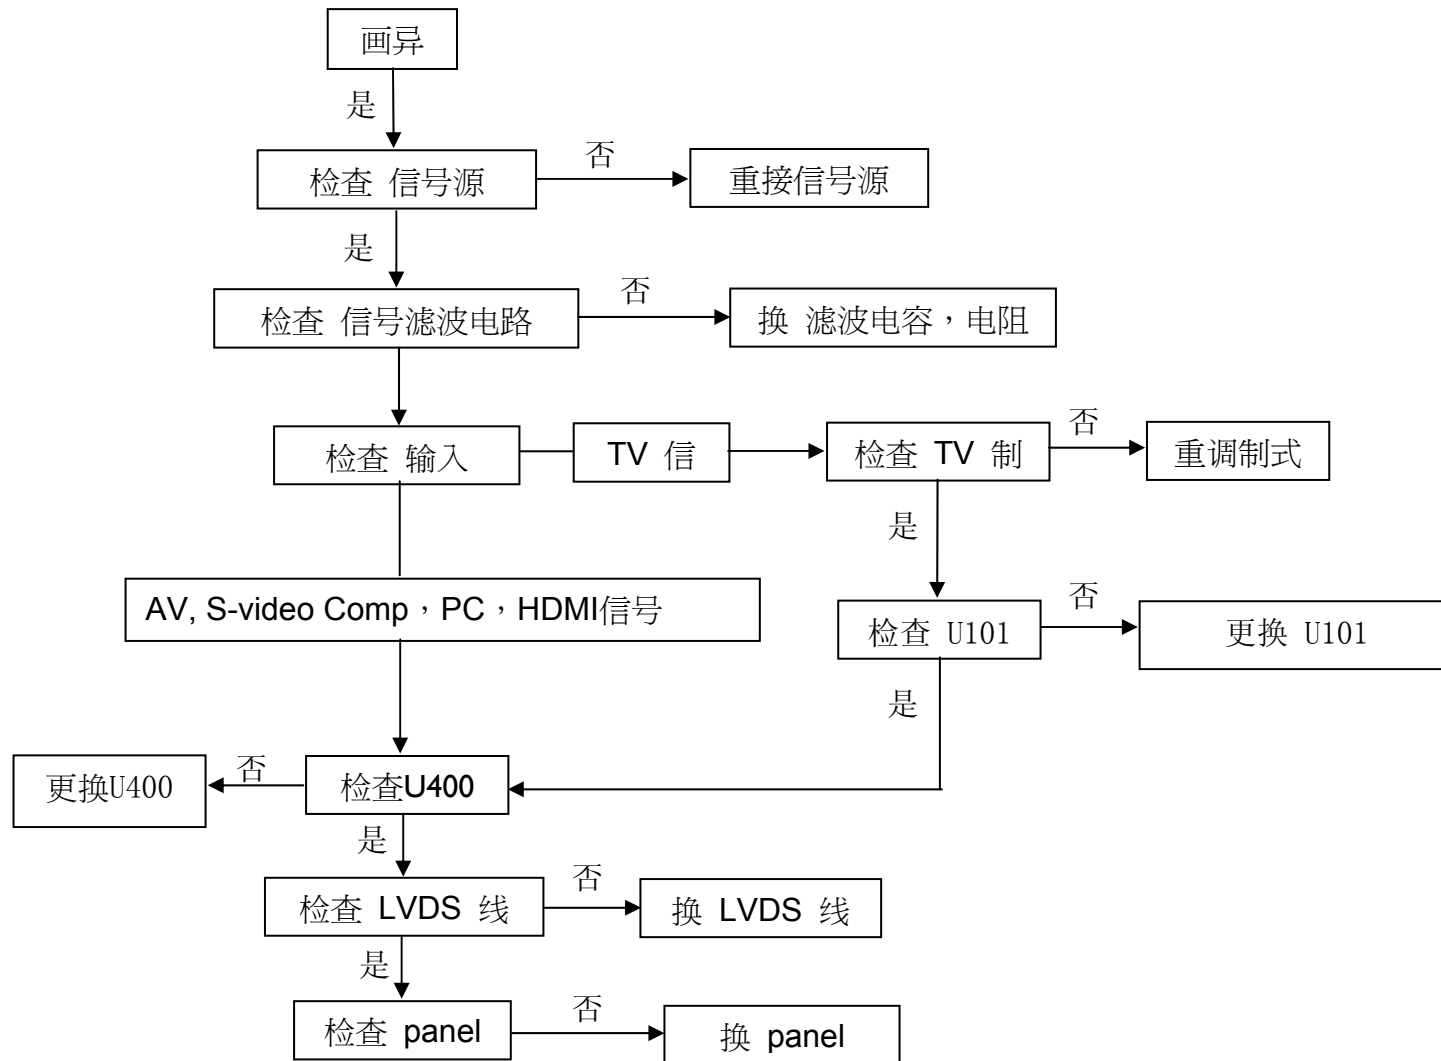 画异
是
检查 信号源
否
重接信号源
是
检查 信号滤波电路
否
换 滤波电容，电阻
检查 输入
TV 信
检查 TV 制
否
重调制式
是
AV, S-video Comp，PC，HDMI信号
检查 U101
否
更换 U101
是
更换U400
否
检查U400
是
检查 LVDS 线
否
换 LVDS 线
是
检查 panel
否
换 panel